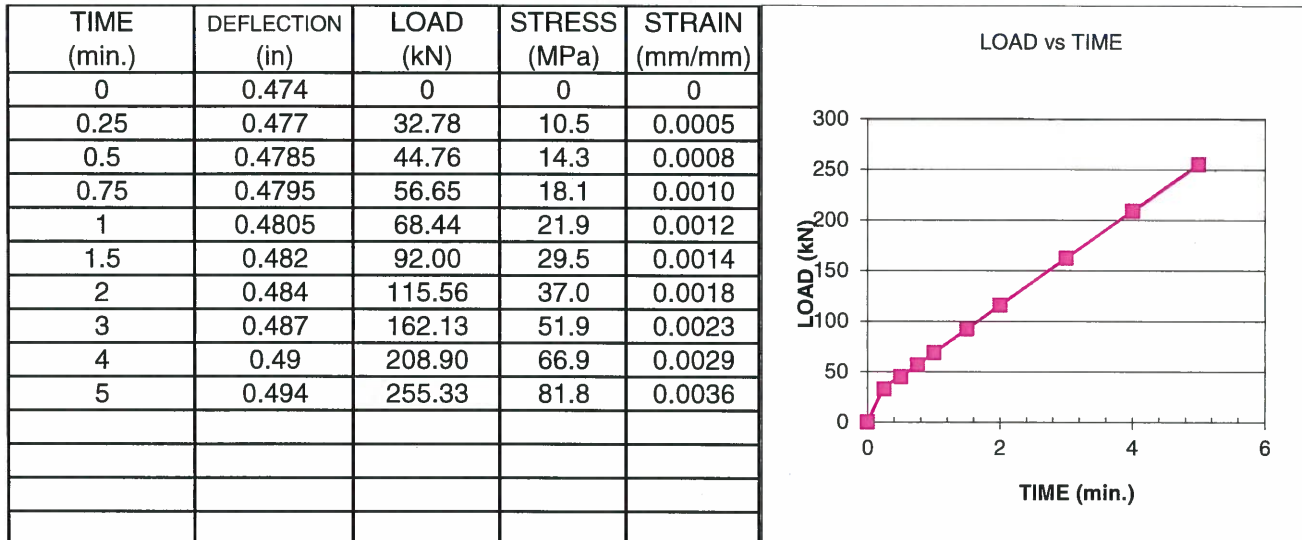 TIME DEFLECTION LOAD STRESS STRAIN
(min.) (in) (kN) (MPa) (mm/mm)
0 0.474 0 0 0
0.25 0.477 32.78 10.5 0.0005
0.5 0.4785 44.76 14.3 0.0008
0.75 0.4795 56.65 18.1 0.0010
1 0.4805 68.44 21.9 0.0012
1.5 0.482 92.00 29.5 0.0014
2 0.484 115.56 37.0 0.0018
3 0.487 162.13 51.9 0.0023
4 0.49 208.90 66.9 0.0029
5 0.494 255.33 81.8 0.0036
LOAD vs TIME
300
250
200
150
100
50
0
LOAD (kN)
0 2 4 6
TIME (min.)